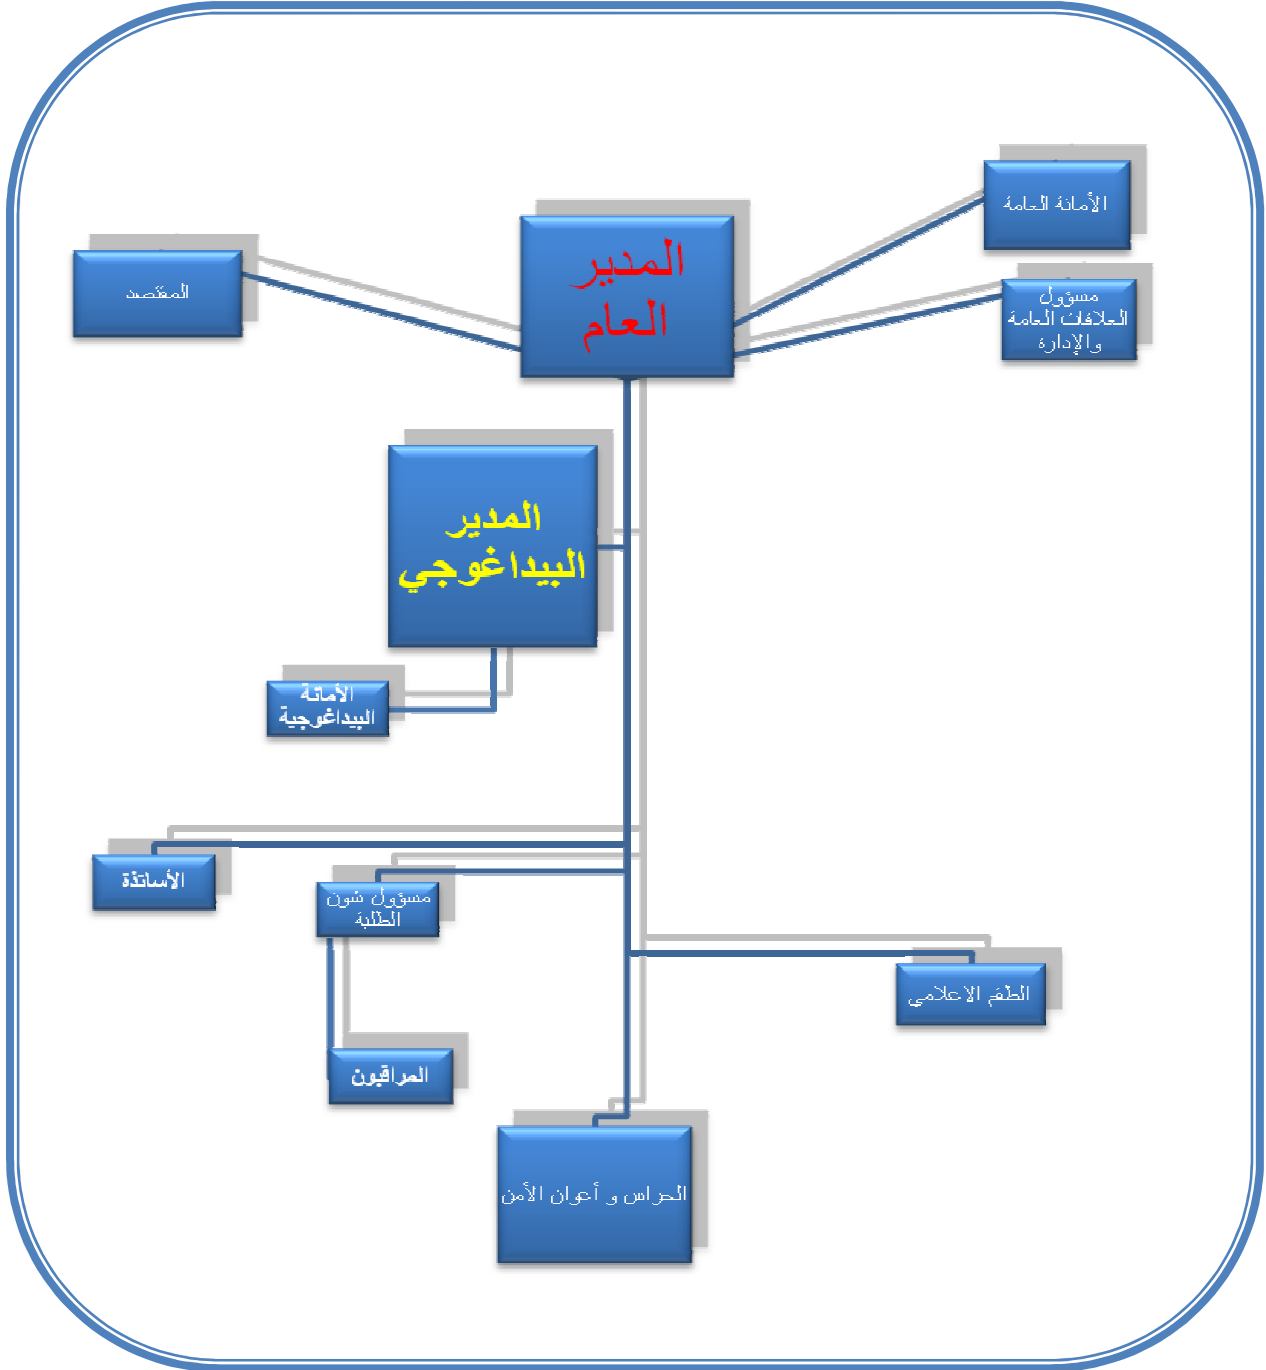 الأمانة العامة
المدير
العام
المقتصد
مسؤول
العلاقات العامة
والإدارة
المدير
البيداغوجي
الأمانة
البيداغوجية
الأساتذة
مسؤول شون
الطلبة
الطقم الاعلامي
المراقبون
الحراس و أعوان الأمن